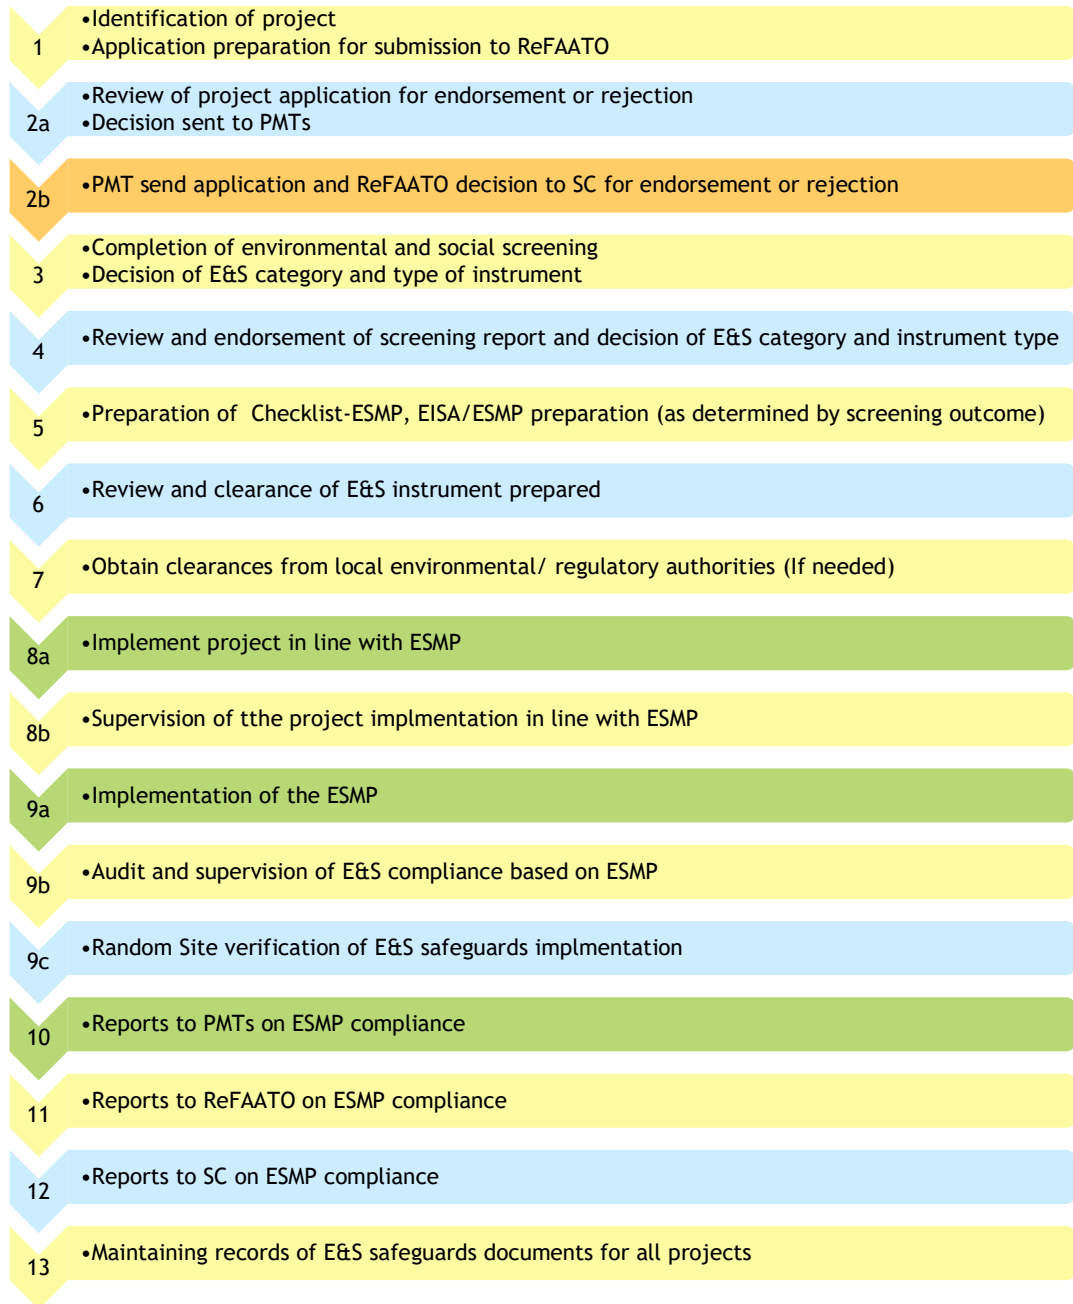 •Identification of project
1
•Application preparation for submission to ReFAATO
•Review of project application for endorsement or rejection
2a
•Decision sent to PMTs
2b
•PMT send application and ReFAATO decision to SC for endorsement or rejection
•Completion of environmental and social screening
3
•Decision of E&S category and type of instrument
4
•Review and endorsement of screening report and decision of E&S category and instrument type
5
•Preparation of  Checklist-ESMP, EISA/ESMP preparation (as determined by screening outcome)
6
•Review and clearance of E&S instrument prepared
7
•Obtain clearances from local environmental/ regulatory authorities (If needed)
8a
•Implement project in line with ESMP
8b
•Supervision of tthe project implmentation in line with ESMP
9a
•Implementation of the ESMP
9b
•Audit and supervision of E&S compliance based on ESMP
9c
•Random Site verification of E&S safeguards implmentation
10
•Reports to PMTs on ESMP compliance
11
•Reports to ReFAATO on ESMP compliance
12
•Reports to SC on ESMP compliance
13
•Maintaining records of E&S safeguards documents for all projects